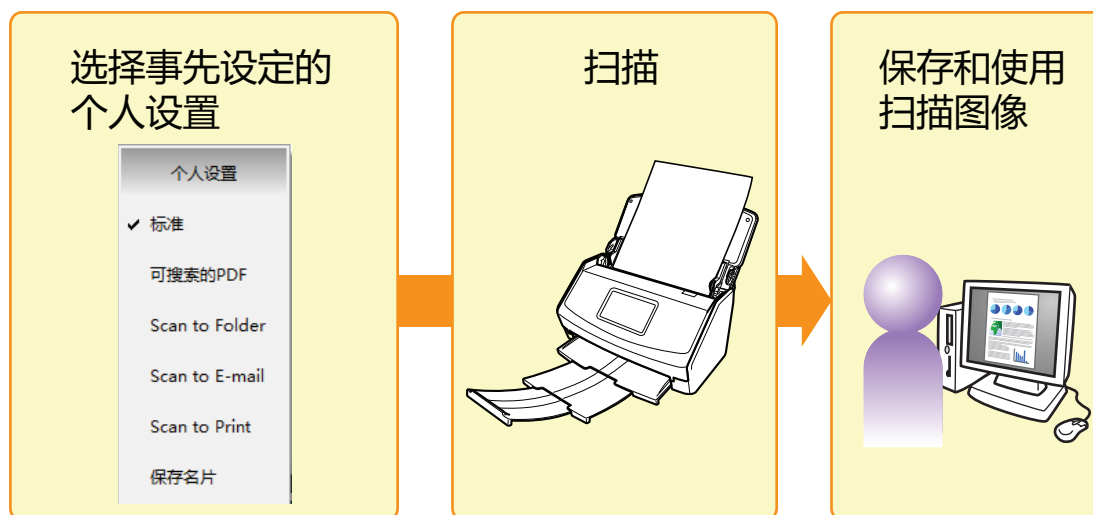 选择事先设定的
个人设置
个人设置
✔ 标准
可搜索的PDF
Scan to Folder
Scan to E-mail
Scan to Print
保存名片
扫描
保存和使用
扫描图像